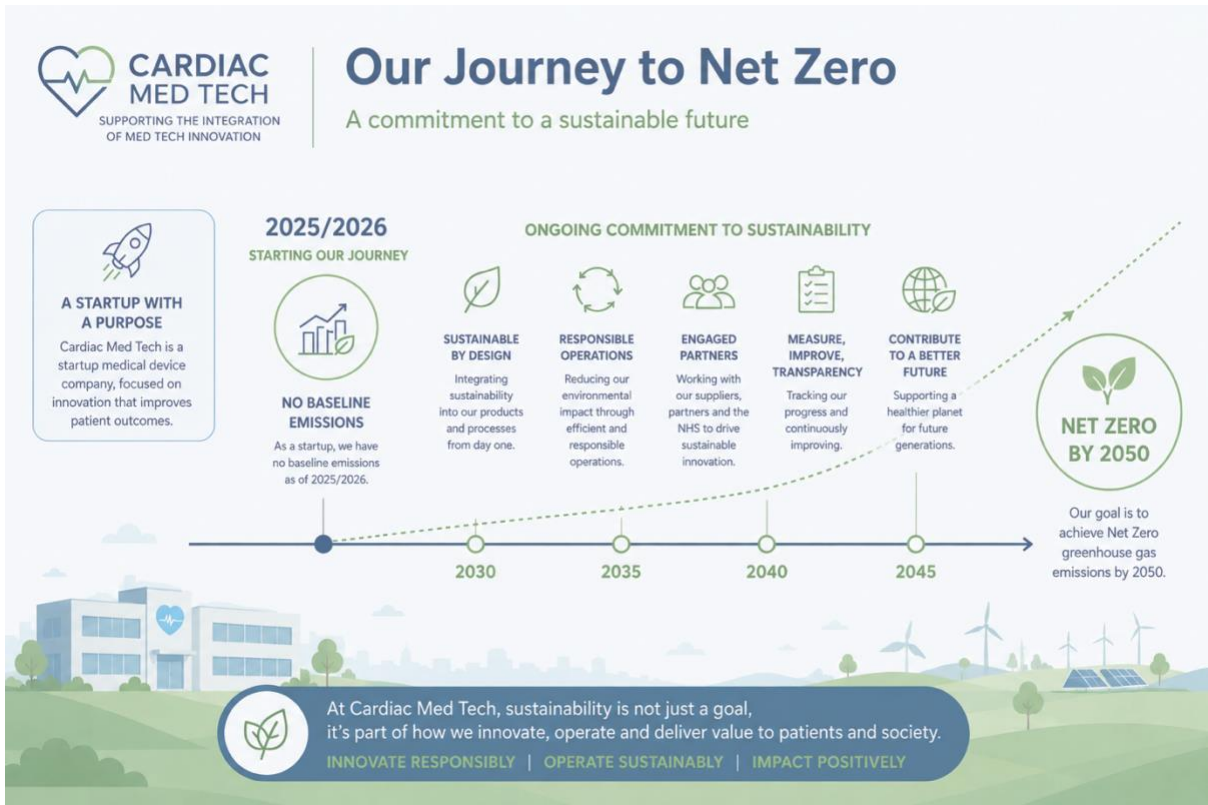 CARDIAC
MED TECH
SUPPORTING THE INTEGRATION
OF MED TECH INNOVATION
Our Journey to Net Zero
A commitment to a sustainable future
A STARTUP WITH
A PURPOSE
Cardiac Med Tech is a
startup medical device
company, focused on
innovation that improves
patient outcomes.
2025/2026
STARTING OUR JOURNEY
NO BASELINE
EMISSIONS
As a startup, we have
no baseline emissions
as of 2025/2026.
ONGOING COMMITMENT TO SUSTAINABILITY
SUSTAINABLE
BY DESIGN
Integrating
sustainability
into our products
and processes
from day one.
RESPONSIBLE
OPERATIONS
Reducing our
environmental
impact through
efficient and
responsible
operations.
ENGAGED
PARTNERS
Working with
our suppliers,
partners and the
NHS to drive
sustainable
innovation.
MEASURE,
IMPROVE,
TRANSPARENCY
Tracking our
progress and
continuously
improving.
CONTRIBUTE
TO A BETTER
FUTURE
Supporting a
healthier planet
for future
generations.
NET ZERO
BY 2050
Our goal is to
achieve Net Zero
greenhouse gas
emissions by 2050.
2030
2035
2040
2045
At Cardiac Med Tech, sustainability is not just a goal,
it's part of how we innovate, operate and deliver value to patients and society.
INNOVATE RESPONSIBLY | OPERATE SUSTAINABLY | IMPACT POSITIVELY